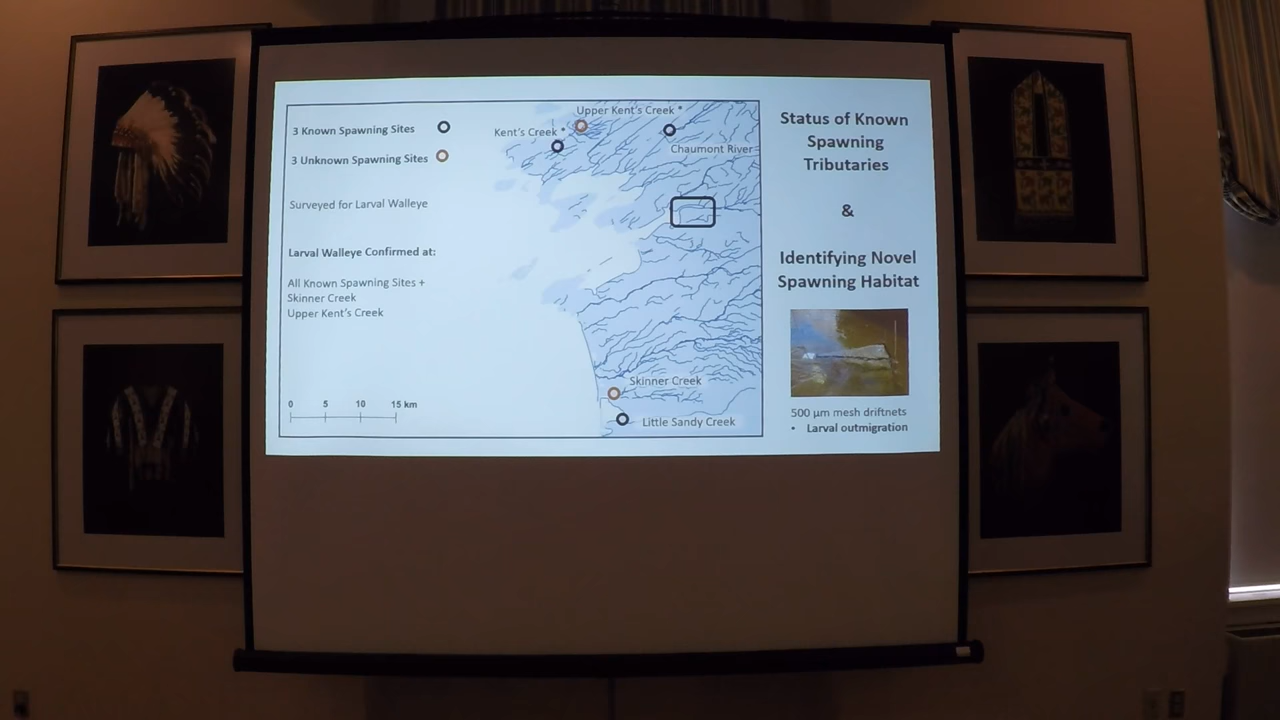 3 Known Spawning Sites
3 Unknown Spawning Sites
Surveyed for Larval Walleye
Larval Walleye Confirmed at:
All Known Spawning Sites +
Skinner Creek
Upper Kent's Creek
0 5 10 15 km
Upper Kent's Creek *
Kent's Creek *
Chaumont River
Skinner Creek
Little Sandy Creek
Status of Known
Spawning
Tributaries
&
Identifying Novel
Spawning Habitat
500 µm mesh driftnets
• Larval outmigration